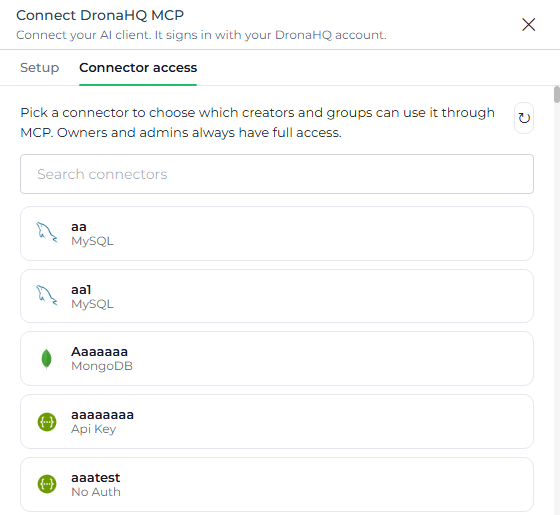 Connect DronaHQ MCP
Connect your AI client. It signs in with your DronaHQ account.
Setup
Connector access
Pick a connector to choose which creators and groups can use it through
MCP. Owners and admins always have full access.
Search connectors
aa
MySQL
aa1
MySQL
Aaaaaaa
MongoDB
aaaaaaaa
Api Key
aaatest
No Auth